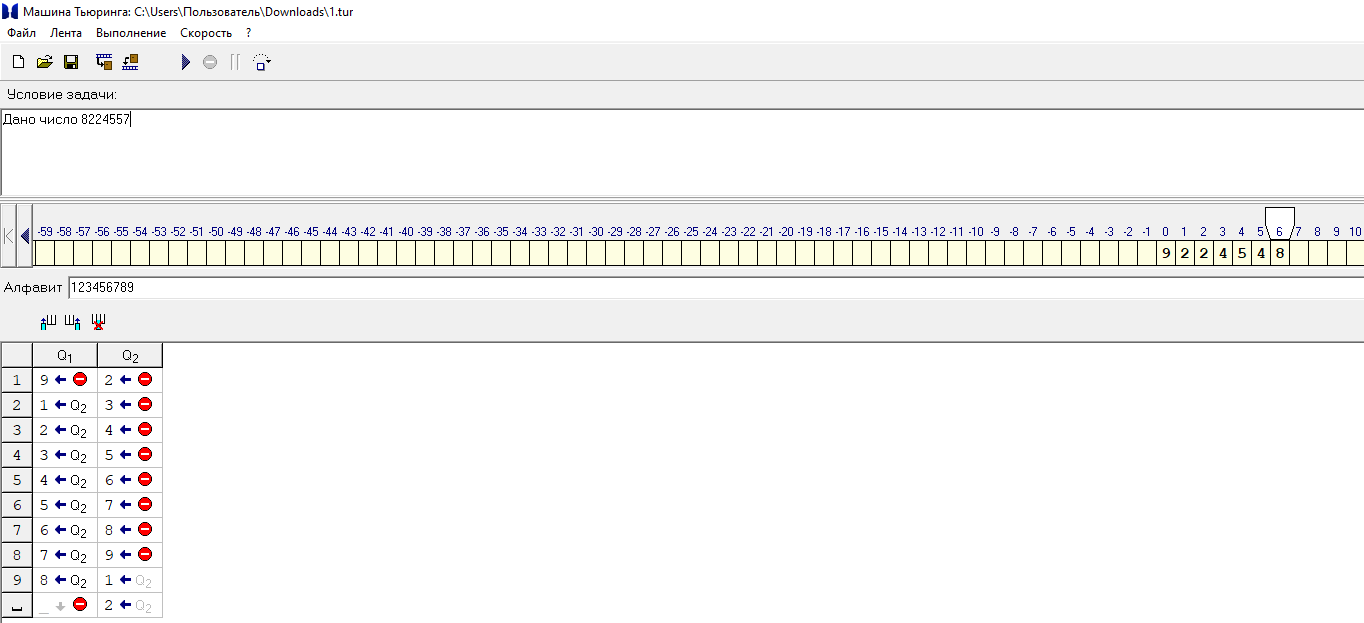 Машина Тьюринга: C:\Users\Пользователь\Downloads\1.tur
Файл Лента Выполнение Скорость ?
Условие задачи:
Дано число 8224557
-59 -58 -57 -56 -55 -54 -53 -52 -51 -50 -49 -48 -47 -46 -45 -44 -43 -42 -41 -40 -39 -38 -37 -36 -35 -34 -33 -32 -31 -30 -29 -28 -27 -26 -25 -24 -23 -22 -21 -20 -19 -18 -17 -16 -15 -14 -13 -12 -11 -10 -9 -8 -7 -6 -5 -4 -3 -2 -1 0 1 2 3 4 5 6 7 8 9 10
9 2 2 4 5 4 8
Алфавит 123456789
Q1 Q2
1 9 ← 2 ←
2 1 ← Q2 3 ←
3 2 ← Q2 4 ←
4 3 ← Q2 5 ←
5 4 ← Q2 6 ←
6 5 ← Q2 7 ←
7 6 ← Q2 8 ←
8 7 ← Q2 9 ←
9 8 ← Q2 1 ← Q2
_ ↓ 2 ← Q2